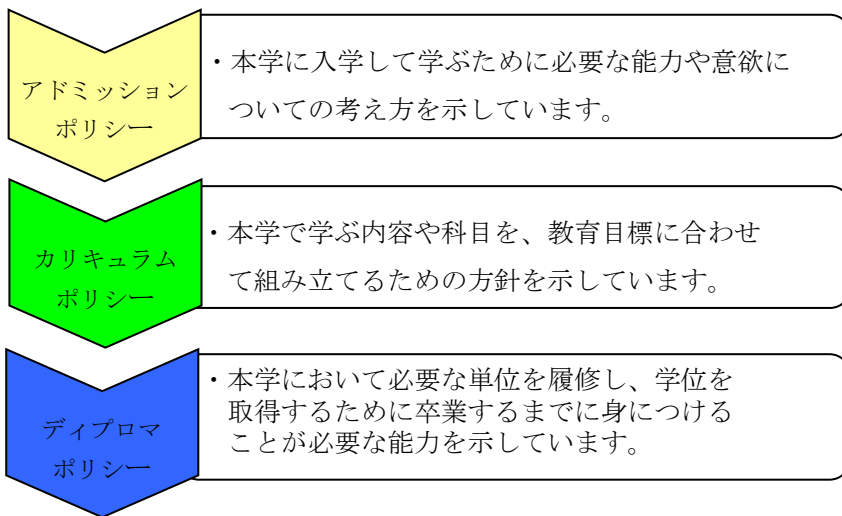 アドミッション
ポリシー
・本学に入学して学ぶために必要な能力や意欲に
ついての考え方を示しています。
カリキュラム
ポリシー
・本学で学ぶ内容や科目を、教育目標に合わせ
て組み立てるための方針を示しています。
ディプロマ
ポリシー
・本学において必要な単位を履修し、学位を
取得するために卒業するまでに身につける
ことが必要な能力を示しています。